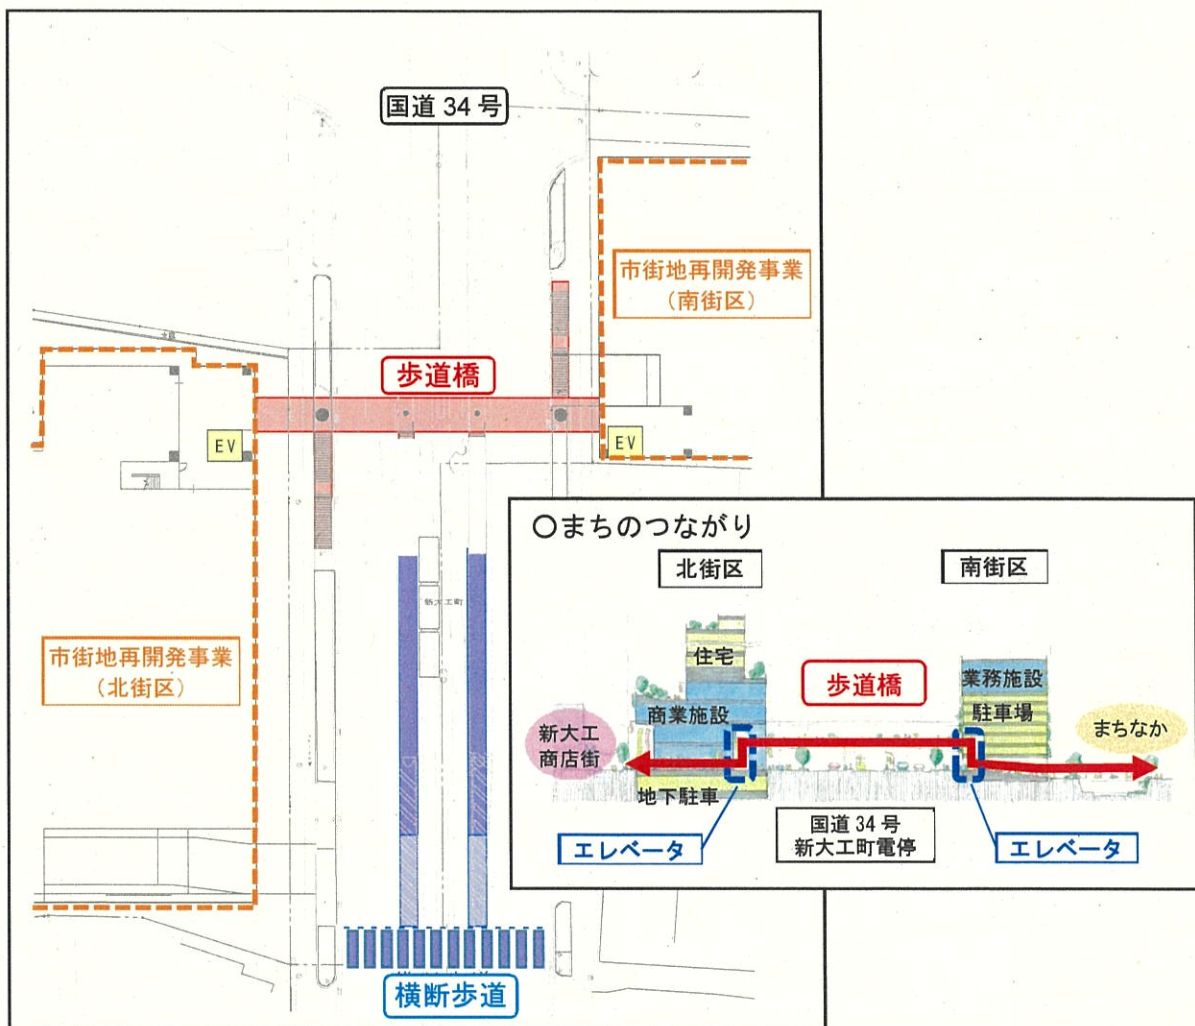 国道34号
市街地再開発事業
(南街区)
歩道橋
EV
EV
新大工町
市街地再開発事業
(北街区)
横断歩道
○まちのつながり
北街区
南街区
住宅
商業施設
歩道橋
業務施設
駐車場
新大工
商店街
まちなか
地下駐車
国道34号
新大工町電停
エレベータ
エレベータ